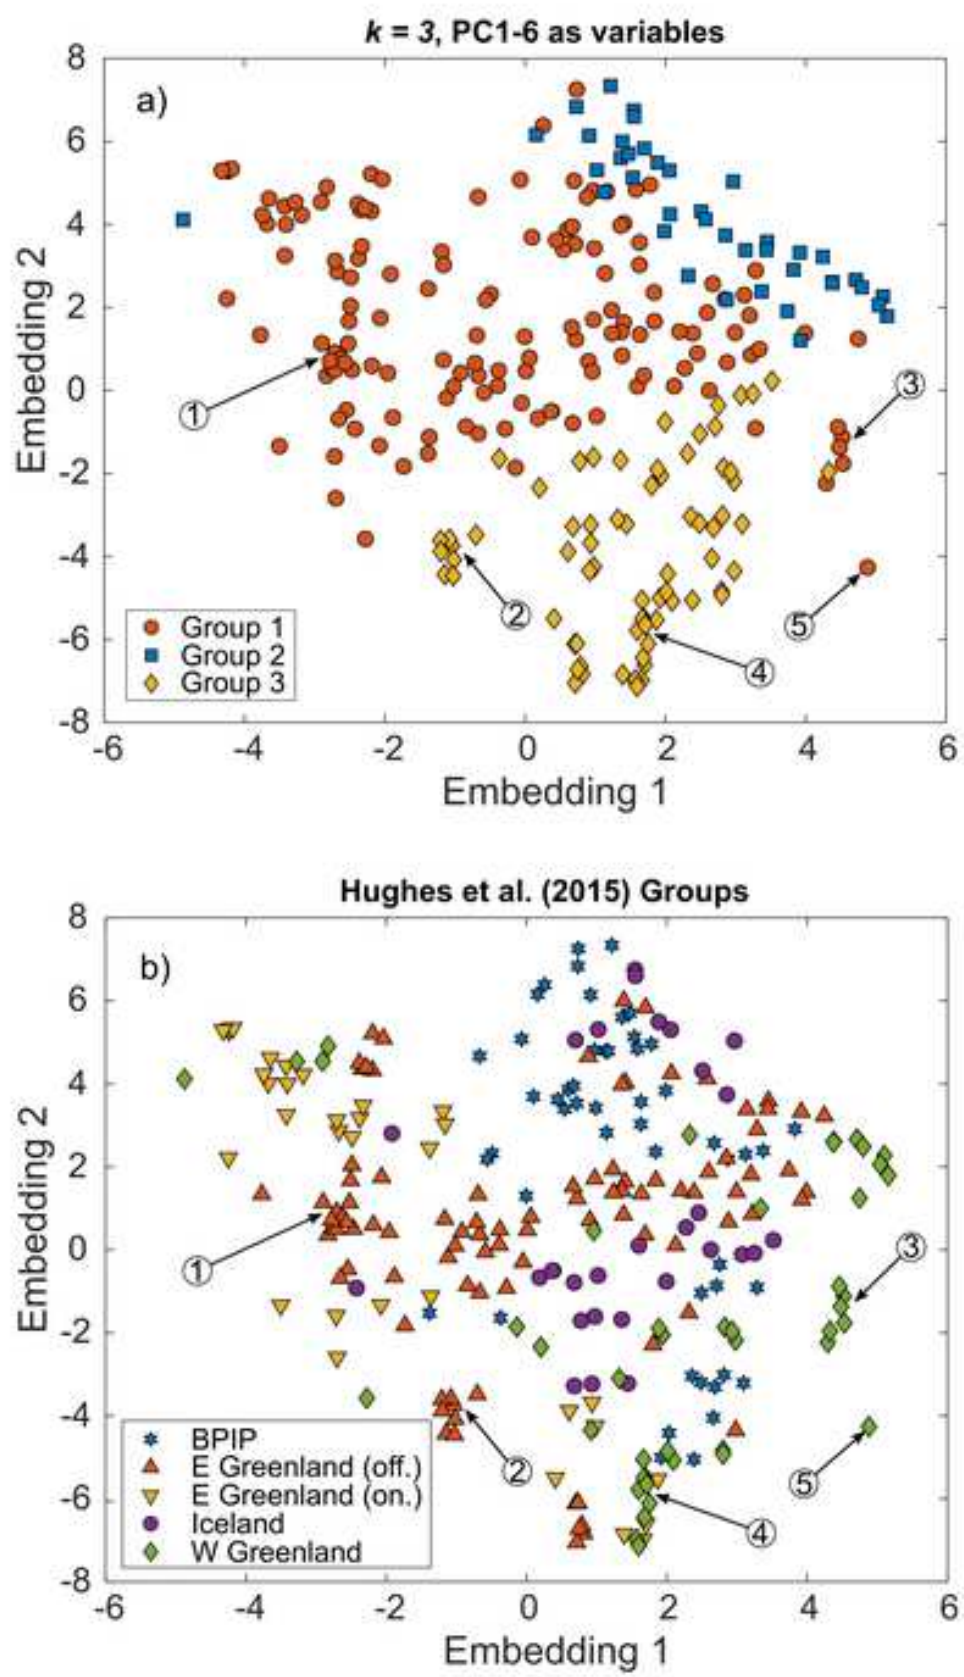 k = 3, PC1-6 as variables
a)
8
6
4
2
0
-2
-4
-6
-8
Embeddding 2
1
2
3
4
5
Group 1
Group 2
Group 3
-6 -4 -2 0 2 4 6
Embedding 1
Hughes et al. (2015) Groups
b)
8
6
4
2
0
-2
-4
-6
-8
Embedding 2
1
2
3
4
5
BPIP
E Greenland (off.)
E Greenland (on.)
Iceland
W Greenland
-6 -4 -2 0 2 4 6
Embedding 1